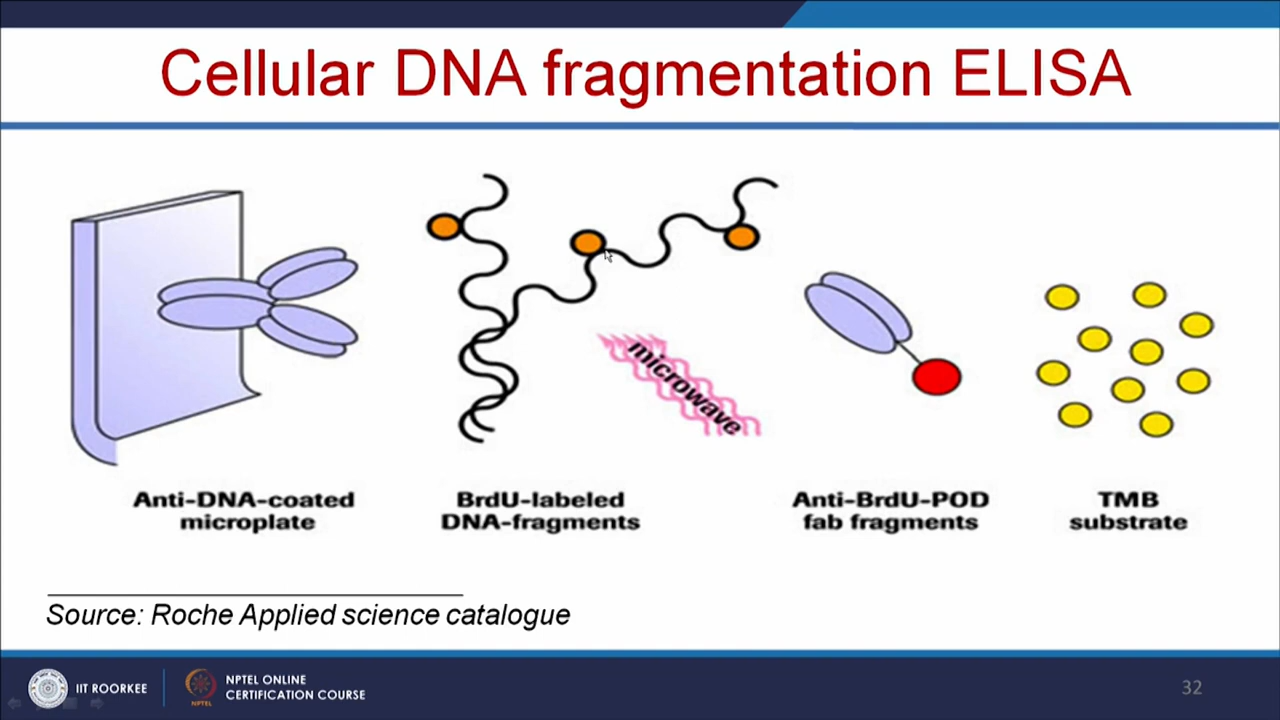 Cellular DNA fragmentation ELISA
microwave
Anti-DNA-coated
microplate
BrdU-labeled
DNA-fragments
Anti-BrdU-POD
fab fragments
TMB
substrate
Source: Roche Applied science catalogue
IIT ROORKEE
NPTEL
NPTEL ONLINE
CERTIFICATION COURSE
32